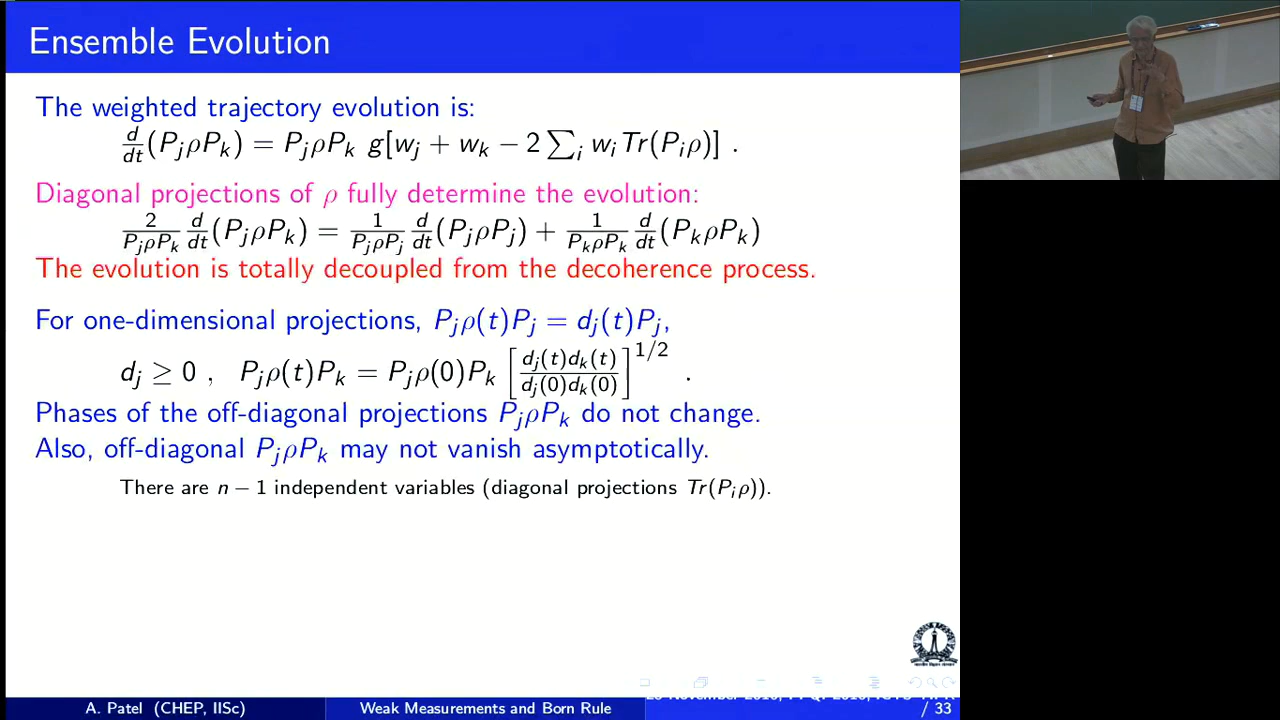 Ensemble Evolution
The weighted trajectory evolution is:
d/dt (PⱼρPₖ) = PⱼρPₖ g[wⱼ + wₖ − 2 ∑ᵢ wᵢ Tr(Pᵢρ)] .
Diagonal projections of ρ fully determine the evolution:
2/(PⱼρPₖ) d/dt (PⱼρPₖ) = 1/(PⱼρPⱼ) d/dt (PⱼρPⱼ) + 1/(PₖρPₖ) d/dt (PₖρPₖ)
The evolution is totally decoupled from the decoherence process.
For one-dimensional projections, Pⱼρ(t)Pⱼ = dⱼ(t)Pⱼ,
dⱼ ≥ 0 , Pⱼρ(t)Pₖ = Pⱼρ(0)Pₖ [dⱼ(t)dₖ(t) / dⱼ(0)dₖ(0)]^1/2 .
Phases of the off-diagonal projections PⱼρPₖ do not change.
Also, off-diagonal PⱼρPₖ may not vanish asymptotically.
There are n − 1 independent variables (diagonal projections Tr(Pᵢρ)).
A. Patel (CHEP, IISc) Weak Measurements and Born Rule / 33